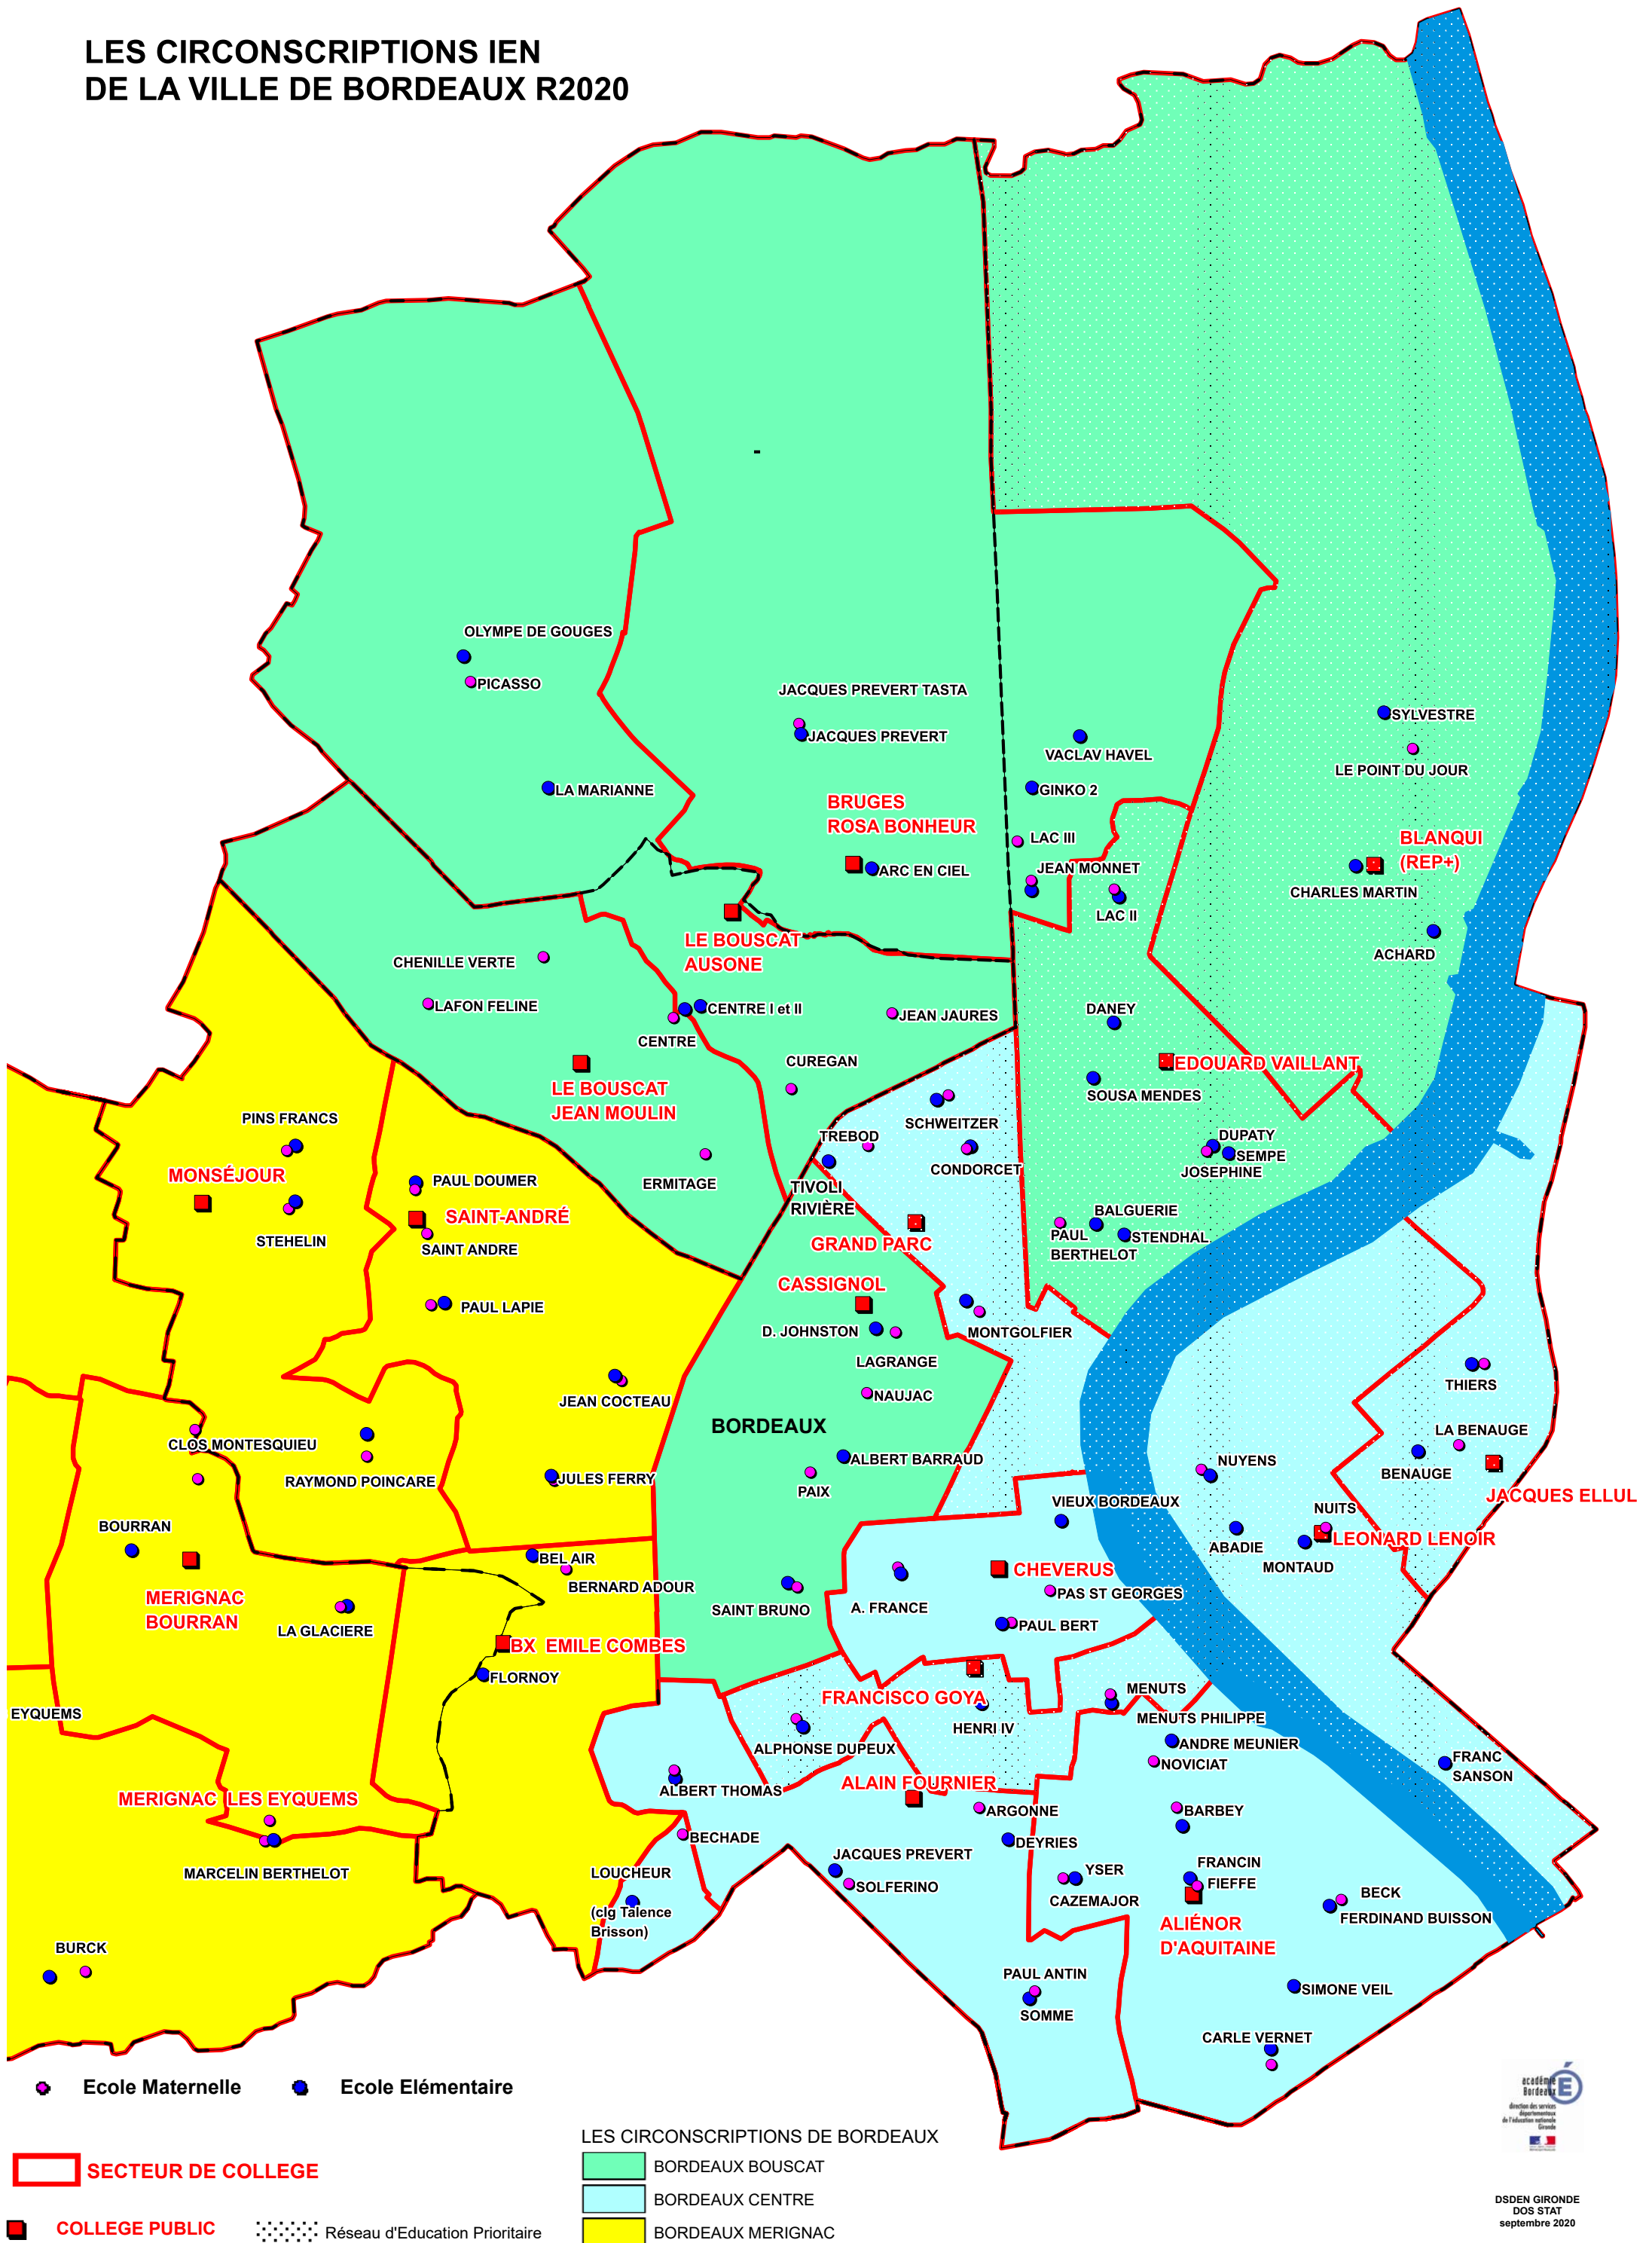 LES CIRCONSCRIPTIONS IEN
DE LA VILLE DE BORDEAUX R2020
OLYMPE DE GOUGES
PICASSO
JACQUES PREVERT TASTA
JACQUES PREVERT
SYLVESTRE
VACLAV HAVEL
LE POINT DU JOUR
LA MARIANNE
GINKO 2
BRUGES
ROSA BONHEUR
LAC III
BLANQUI
(REP+)
JEAN MONNET
ARC EN CIEL
CHARLES MARTIN
LAC II
LE BOUSCAT
AUSONE
ACHARD
CHENILLE VERTE
LAFON FELINE
CENTRE I et II
JEAN JAURES
DANEY
CENTRE
CUREGAN
EDOUARD VAILLANT
LE BOUSCAT
JEAN MOULIN
SOUSA MENDES
PINS FRANCS
SCHWEITZER
TREBOD
DUPATY
SEMPE
JOSEPHINE
CONDORCET
MONSÉJOUR
PAUL DOUMER
ERMITAGE
TIVOLI
RIVIÈRE
SAINT-ANDRÉ
SAINT ANDRE
STEHELIN
BALGUERIE
PAUL
BERTHELOT
STENDHAL
GRAND PARC
CASSIGNOL
PAUL LAPIE
D. JOHNSTON
MONTGOLFIER
LAGRANGE
NAUJAC
JEAN COCTEAU
THIERS
BORDEAUX
LA BENAUGE
CLOS MONTESQUIEU
RAYMOND POINCARE
JULES FERRY
ALBERT BARRAUD
PAIX
NUYENS
BENAUGE
JACQUES ELLUL
VIEUX BORDEAUX
NUITS
BOURRAN
ABADIE
MONTAUD
LEONARD LENOIR
BEL AIR
BERNARD ADOUR
CHEVERUS
MERIGNAC
BOURRAN
SAINT BRUNO
A. FRANCE
PAS ST GEORGES
PAUL BERT
LA GLACIERE
BX EMILE COMBES
FLORNOY
FRANCISCO GOYA
MENUTS
EYQUEMS
HENRI IV
MENUTS PHILIPPE
ALPHONSE DUPEUX
ANDRE MEUNIER
NOVICIAT
FRANC
SANSON
ALBERT THOMAS
ALAIN FOURNIER
MERIGNAC LES EYQUEMS
ARGONNE
BARBEY
BECHADE
DEYRIES
JACQUES PREVERT
MARCELIN BERTHELOT
LOUCHEUR
SOLFERINO
YSER
CAZEMAJOR
FRANCIN
FIEFFE
BECK
FERDINAND BUISSON
(clg Talence
Brisson)
ALIÉNOR
D'AQUITAINE
BURCK
PAUL ANTIN
SOMME
SIMONE VEIL
CARLE VERNET
Ecole Maternelle
Ecole Elémentaire
académie
Bordeaux
direction des services
départementaux
de l'éducation nationale
Gironde
LES CIRCONSCRIPTIONS DE BORDEAUX
SECTEUR DE COLLEGE
BORDEAUX BOUSCAT
BORDEAUX CENTRE
COLLEGE PUBLIC
Réseau d'Education Prioritaire
BORDEAUX MERIGNAC
DSDEN GIRONDE
DOS STAT
septembre 2020